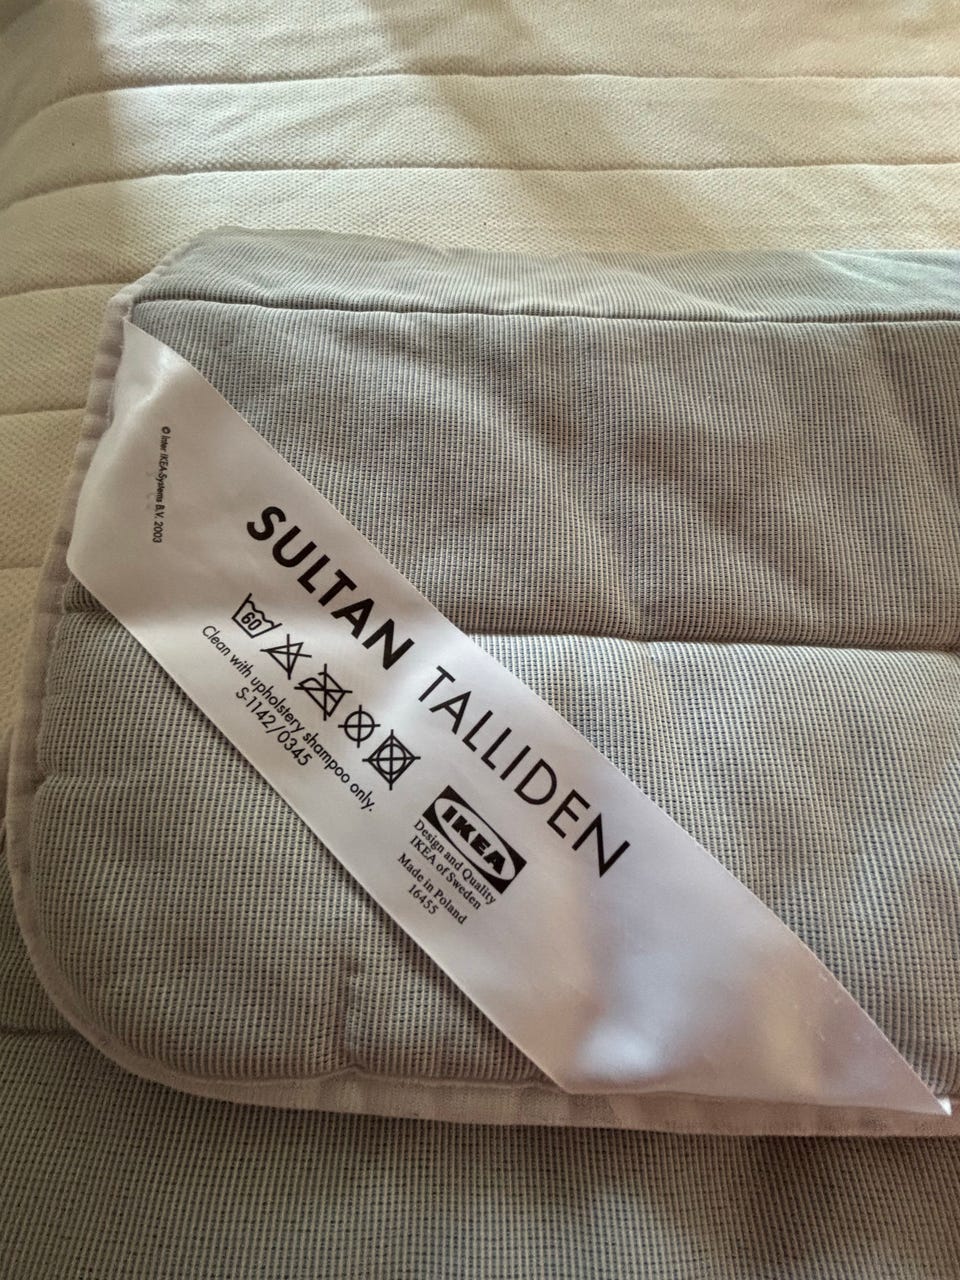 © Inter IKEA Systems B.V. 2003
SULTAN TALLIDEN
60
Clean with upholstery shampoo only.
S-1142/0345
IKEA
Design and Quality
IKEA of Sweden
Made in Poland
16455